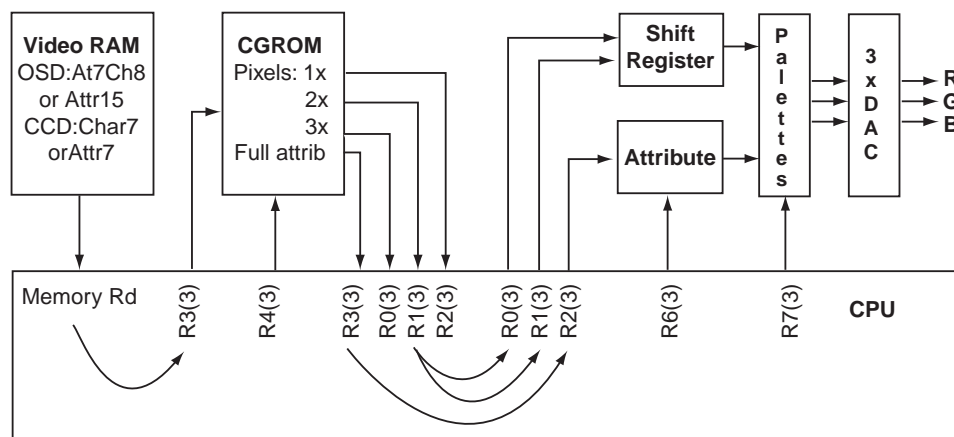 Video RAM
OSD:At7Ch8
or Attr15
CCD:Char7
orAttr7
CGROM
Pixels: 1x
2x
3x
Full attrib
Shift
Register
Attribute
Palettes
3xDAC
R
G
B
Memory Rd
R3(3)
R4(3)
R3(3)
R0(3)
R1(3)
R2(3)
R0(3)
R1(3)
R2(3)
R6(3)
R7(3)
CPU